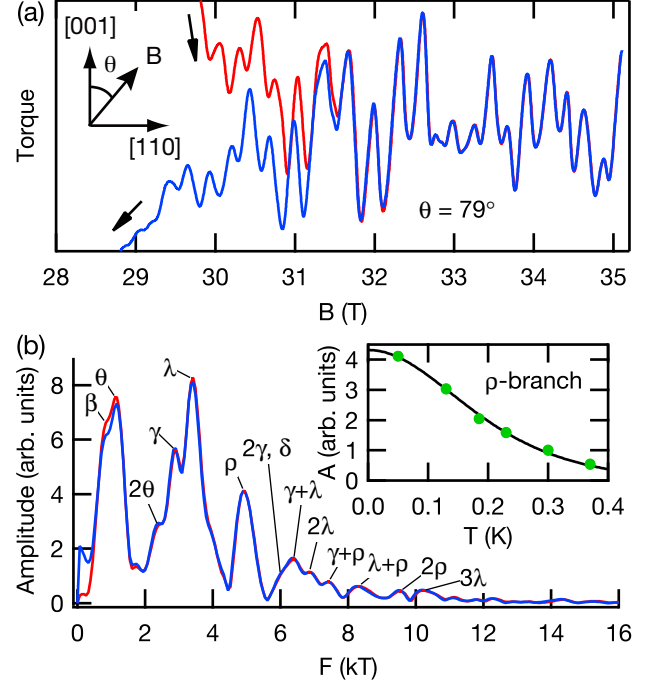 (a)
[001]
θ
B
[110]
Torque
θ = 79°
28 29 30 31 32 33 34 35
B (T)
(b)
8
6
4
2
0
Amplitude (arb. units)
θ
β
2θ
γ
λ
ρ
2γ, δ
γ+λ
2λ
γ+ρ
λ+ρ
2ρ
3λ
0 2 4 6 8 10 12 14 16
F (kT)
4
3
2
1
0
A (arb. units)
ρ-branch
0.0 0.1 0.2 0.3 0.4
T (K)